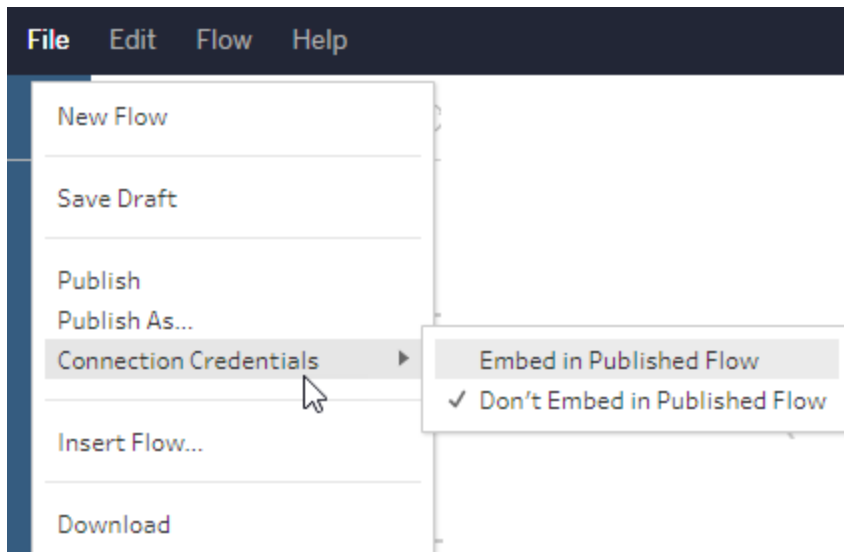 File Edit Flow Help
New Flow
Save Draft
Publish
Publish As...
Connection Credentials
Embed in Published Flow
Don't Embed in Published Flow
Insert Flow...
Download